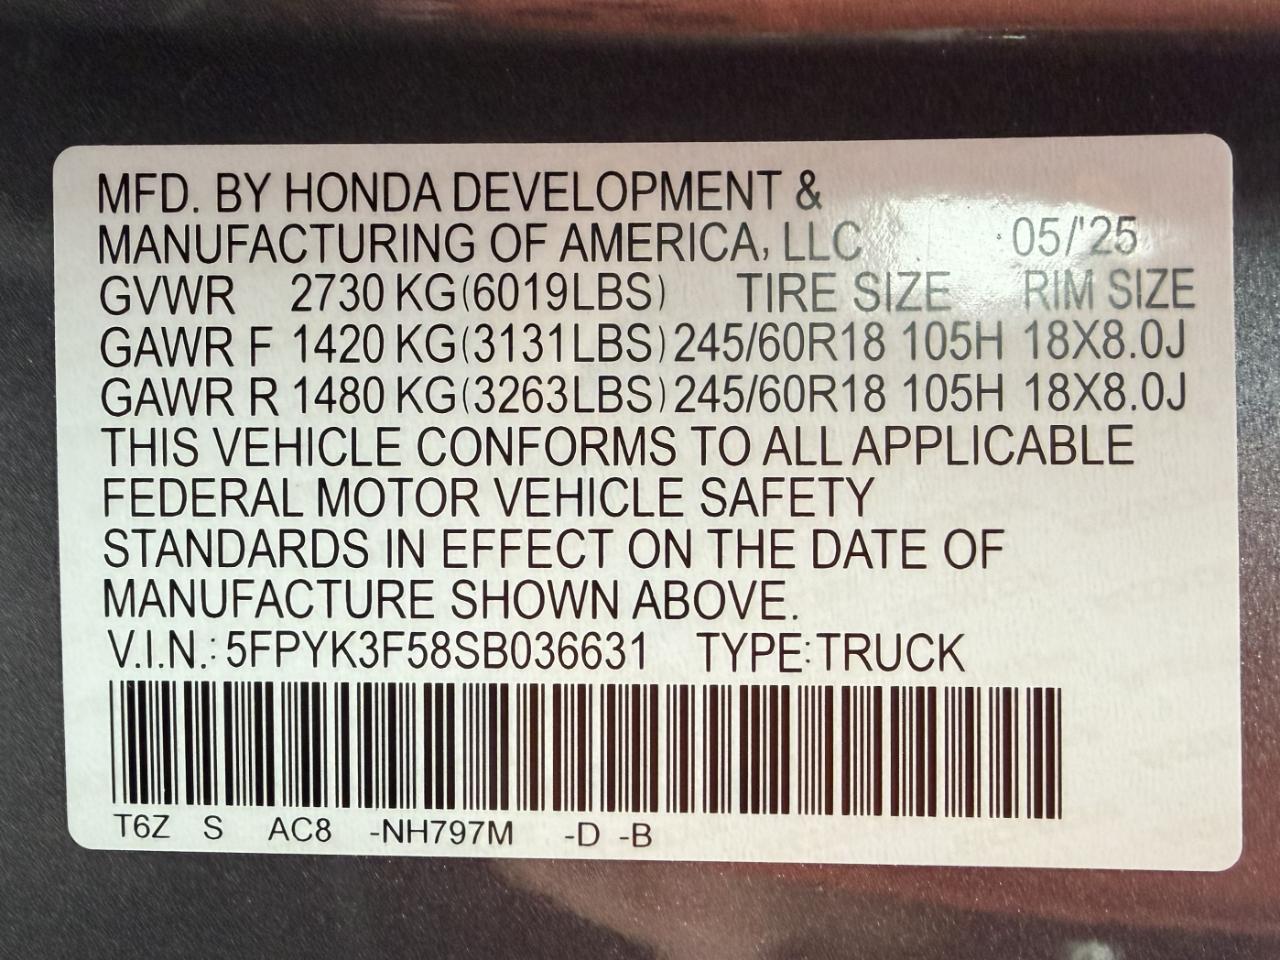 MFD. BY HONDA DEVELOPMENT &
MANUFACTURING OF AMERICA, LLC 05/'25
GVWR 2730 KG(6019LBS) TIRE SIZE RIM SIZE
GAWR F 1420 KG(3131LBS) 245/60R18 105H 18X8.0J
GAWR R 1480 KG(3263LBS) 245/60R18 105H 18X8.0J
THIS VEHICLE CONFORMS TO ALL APPLICABLE
FEDERAL MOTOR VEHICLE SAFETY
STANDARDS IN EFFECT ON THE DATE OF
MANUFACTURE SHOWN ABOVE.
V.I.N.: 5FPYK3F58SB036631 TYPE:TRUCK
T6Z S AC8 -NH797M -D -B